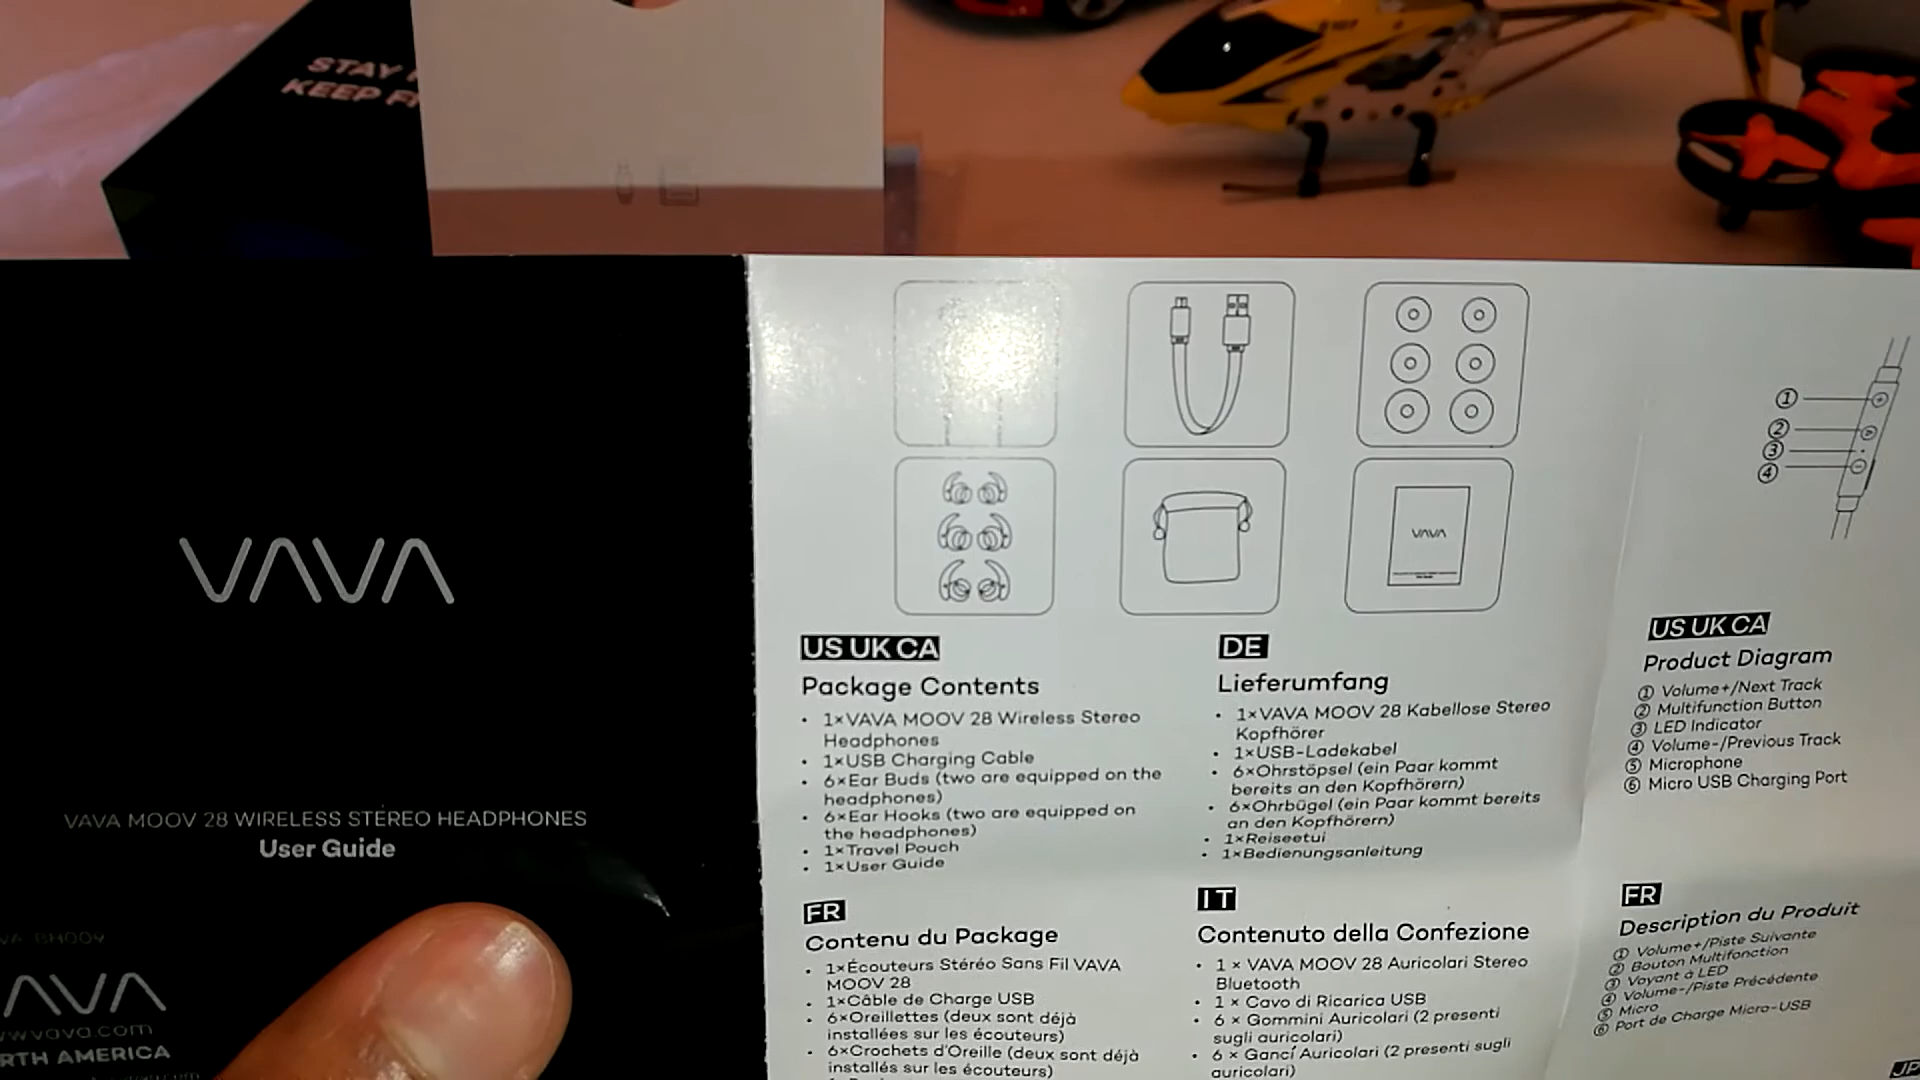 STAY
KEEP
VAVA
VAVA MOOV 28 WIRELESS STEREO HEADPHONES
User Guide
BH009
VAVA
www.vava.com
NORTH AMERICA
VAVA
US UK CA
Package Contents
• 1×VAVA MOOV 28 Wireless Stereo
Headphones
• 1×USB Charging Cable
• 6×Ear Buds (two are equipped on the
headphones)
• 6×Ear Hooks (two are equipped on
the headphones)
• 1×Travel Pouch
• 1×User Guide
DE
Lieferumfang
• 1×VAVA MOOV 28 Kabellose Stereo
Kopfhörer
• 1×USB-Ladekabel
• 6×Ohrstöpsel (ein Paar kommt
bereits an den Kopfhörern)
• 6×Ohrbügel (ein Paar kommt bereits
an den Kopfhörern)
• 1×Reiseetui
• 1×Bedienungsanleitung
FR
Contenu du Package
• 1×Écouteurs Stéréo Sans Fil VAVA
MOOV 28
• 1×Câble de Charge USB
• 6×Oreillettes (deux sont déjà
installées sur les écouteurs)
• 6×Crochets d'Oreille (deux sont déjà
installés sur les écouteurs)
IT
Contenuto della Confezione
• 1 × VAVA MOOV 28 Auricolari Stereo
Bluetooth
• 1 × Cavo di Ricarica USB
• 6 × Gommini Auricolari (2 presenti
sugli auricolari)
• 6 × Gancí Auricolari (2 presenti sugli
auricolari)
①
②
③
④
US UK CA
Product Diagram
① Volume+/Next Track
② Multifunction Button
③ LED Indicator
④ Volume-/Previous Track
⑤ Microphone
⑥ Micro USB Charging Port
FR
Description du Produit
① Volume+/Piste Suivante
② Bouton Multifonction
③ Voyant à LED
④ Volume-/Piste Précédente
⑤ Micro
⑥ Port de Charge Micro-USB
JP